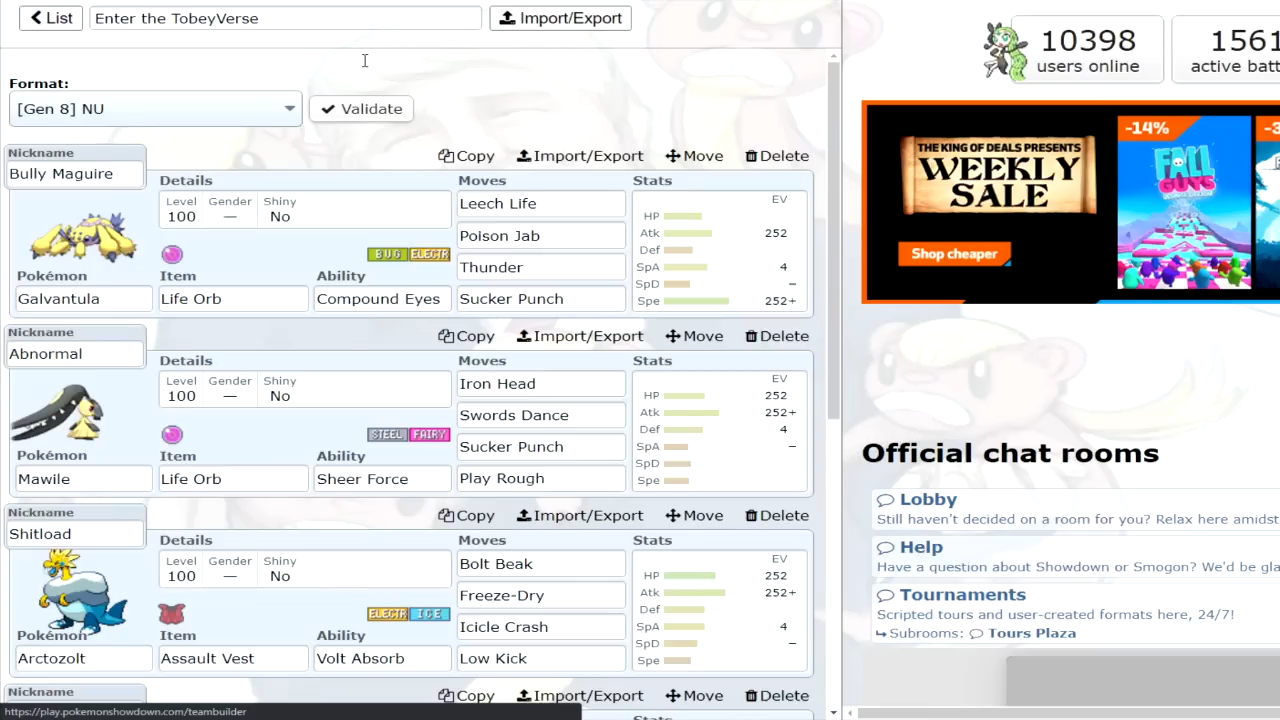 List
Enter the TobeyVerse
Import/Export
Format:
[Gen 8] NU
Validate
Nickname
Bully Maguire
Copy Import/Export Move Delete
Details Moves Stats
Level Gender Shiny
100 — No
EV
HP
Atk 252
Def
SpA 4
SpD –
Spe 252+
Leech Life
Poison Jab
Thunder
Sucker Punch
BUG ELECTR
Pokémon Item Ability
Galvantula Life Orb Compound Eyes
Nickname
Abnormal
Copy Import/Export Move Delete
Details Moves Stats
Level Gender Shiny
100 — No
EV
HP
Atk 252+
Def 4
SpA –
SpD
Spe
Iron Head
Swords Dance
Sucker Punch
Play Rough
STEEL FAIRY
Pokémon Item Ability
Mawile Life Orb Sheer Force
Nickname
Shitload
Copy Import/Export Move Delete
Details Moves Stats
Level Gender Shiny
100 — No
EV
HP 252
Atk 252+
Def
SpA 4
SpD –
Spe
Bolt Beak
Freeze-Dry
Icicle Crash
Low Kick
ELECTR ICE
Pokémon Item Ability
Arctozolt Assault Vest Volt Absorb
Nickname
Copy Import/Export Move Delete
https://play.pokemonshowdown.com/teambuilder
10398
users online
1561
active batt
THE KING OF DEALS PRESENTS
WEEKLY
SALE
Shop cheaper
-14%
FALL
GUYS
Official chat rooms
Lobby
Still haven't decided on a room for you? Relax here amidst
Help
Have a question about Showdown or Smogon? We'd be gla
Tournaments
Scripted tours and user-created formats here, 24/7!
Subrooms: Tours Plaza